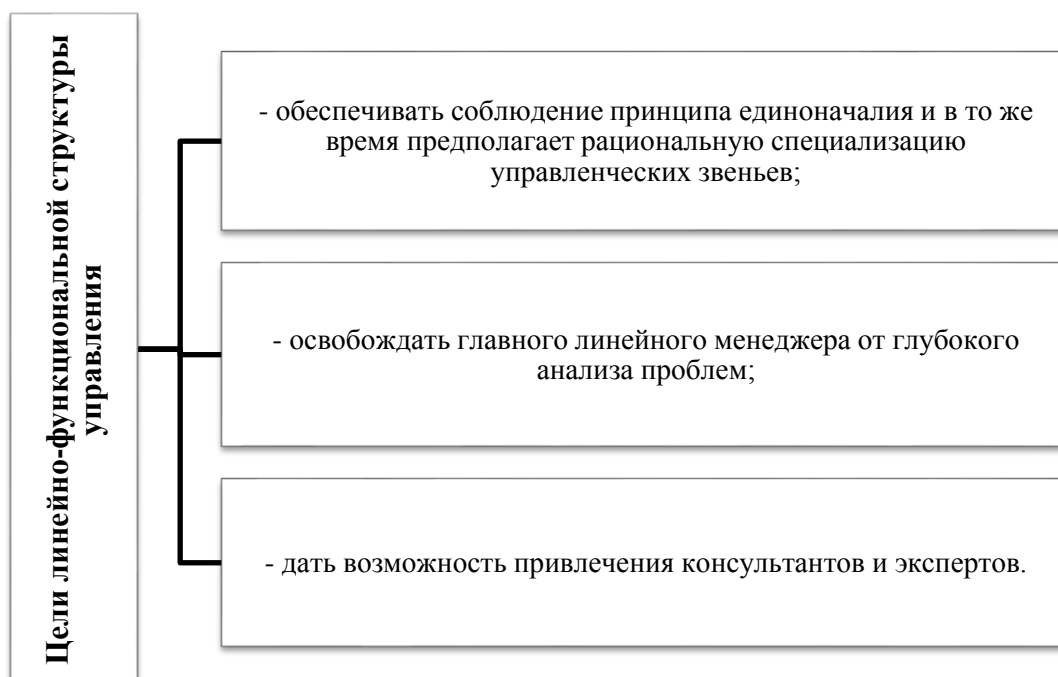 Цели линейно-функциональной структуры
управления
- обеспечивать соблюдение принципа единоначалия и в то же
время предполагает рациональную специализацию
управленческих звеньев;
- освобождать главного линейного менеджера от глубокого
анализа проблем;
- дать возможность привлечения консультантов и экспертов.